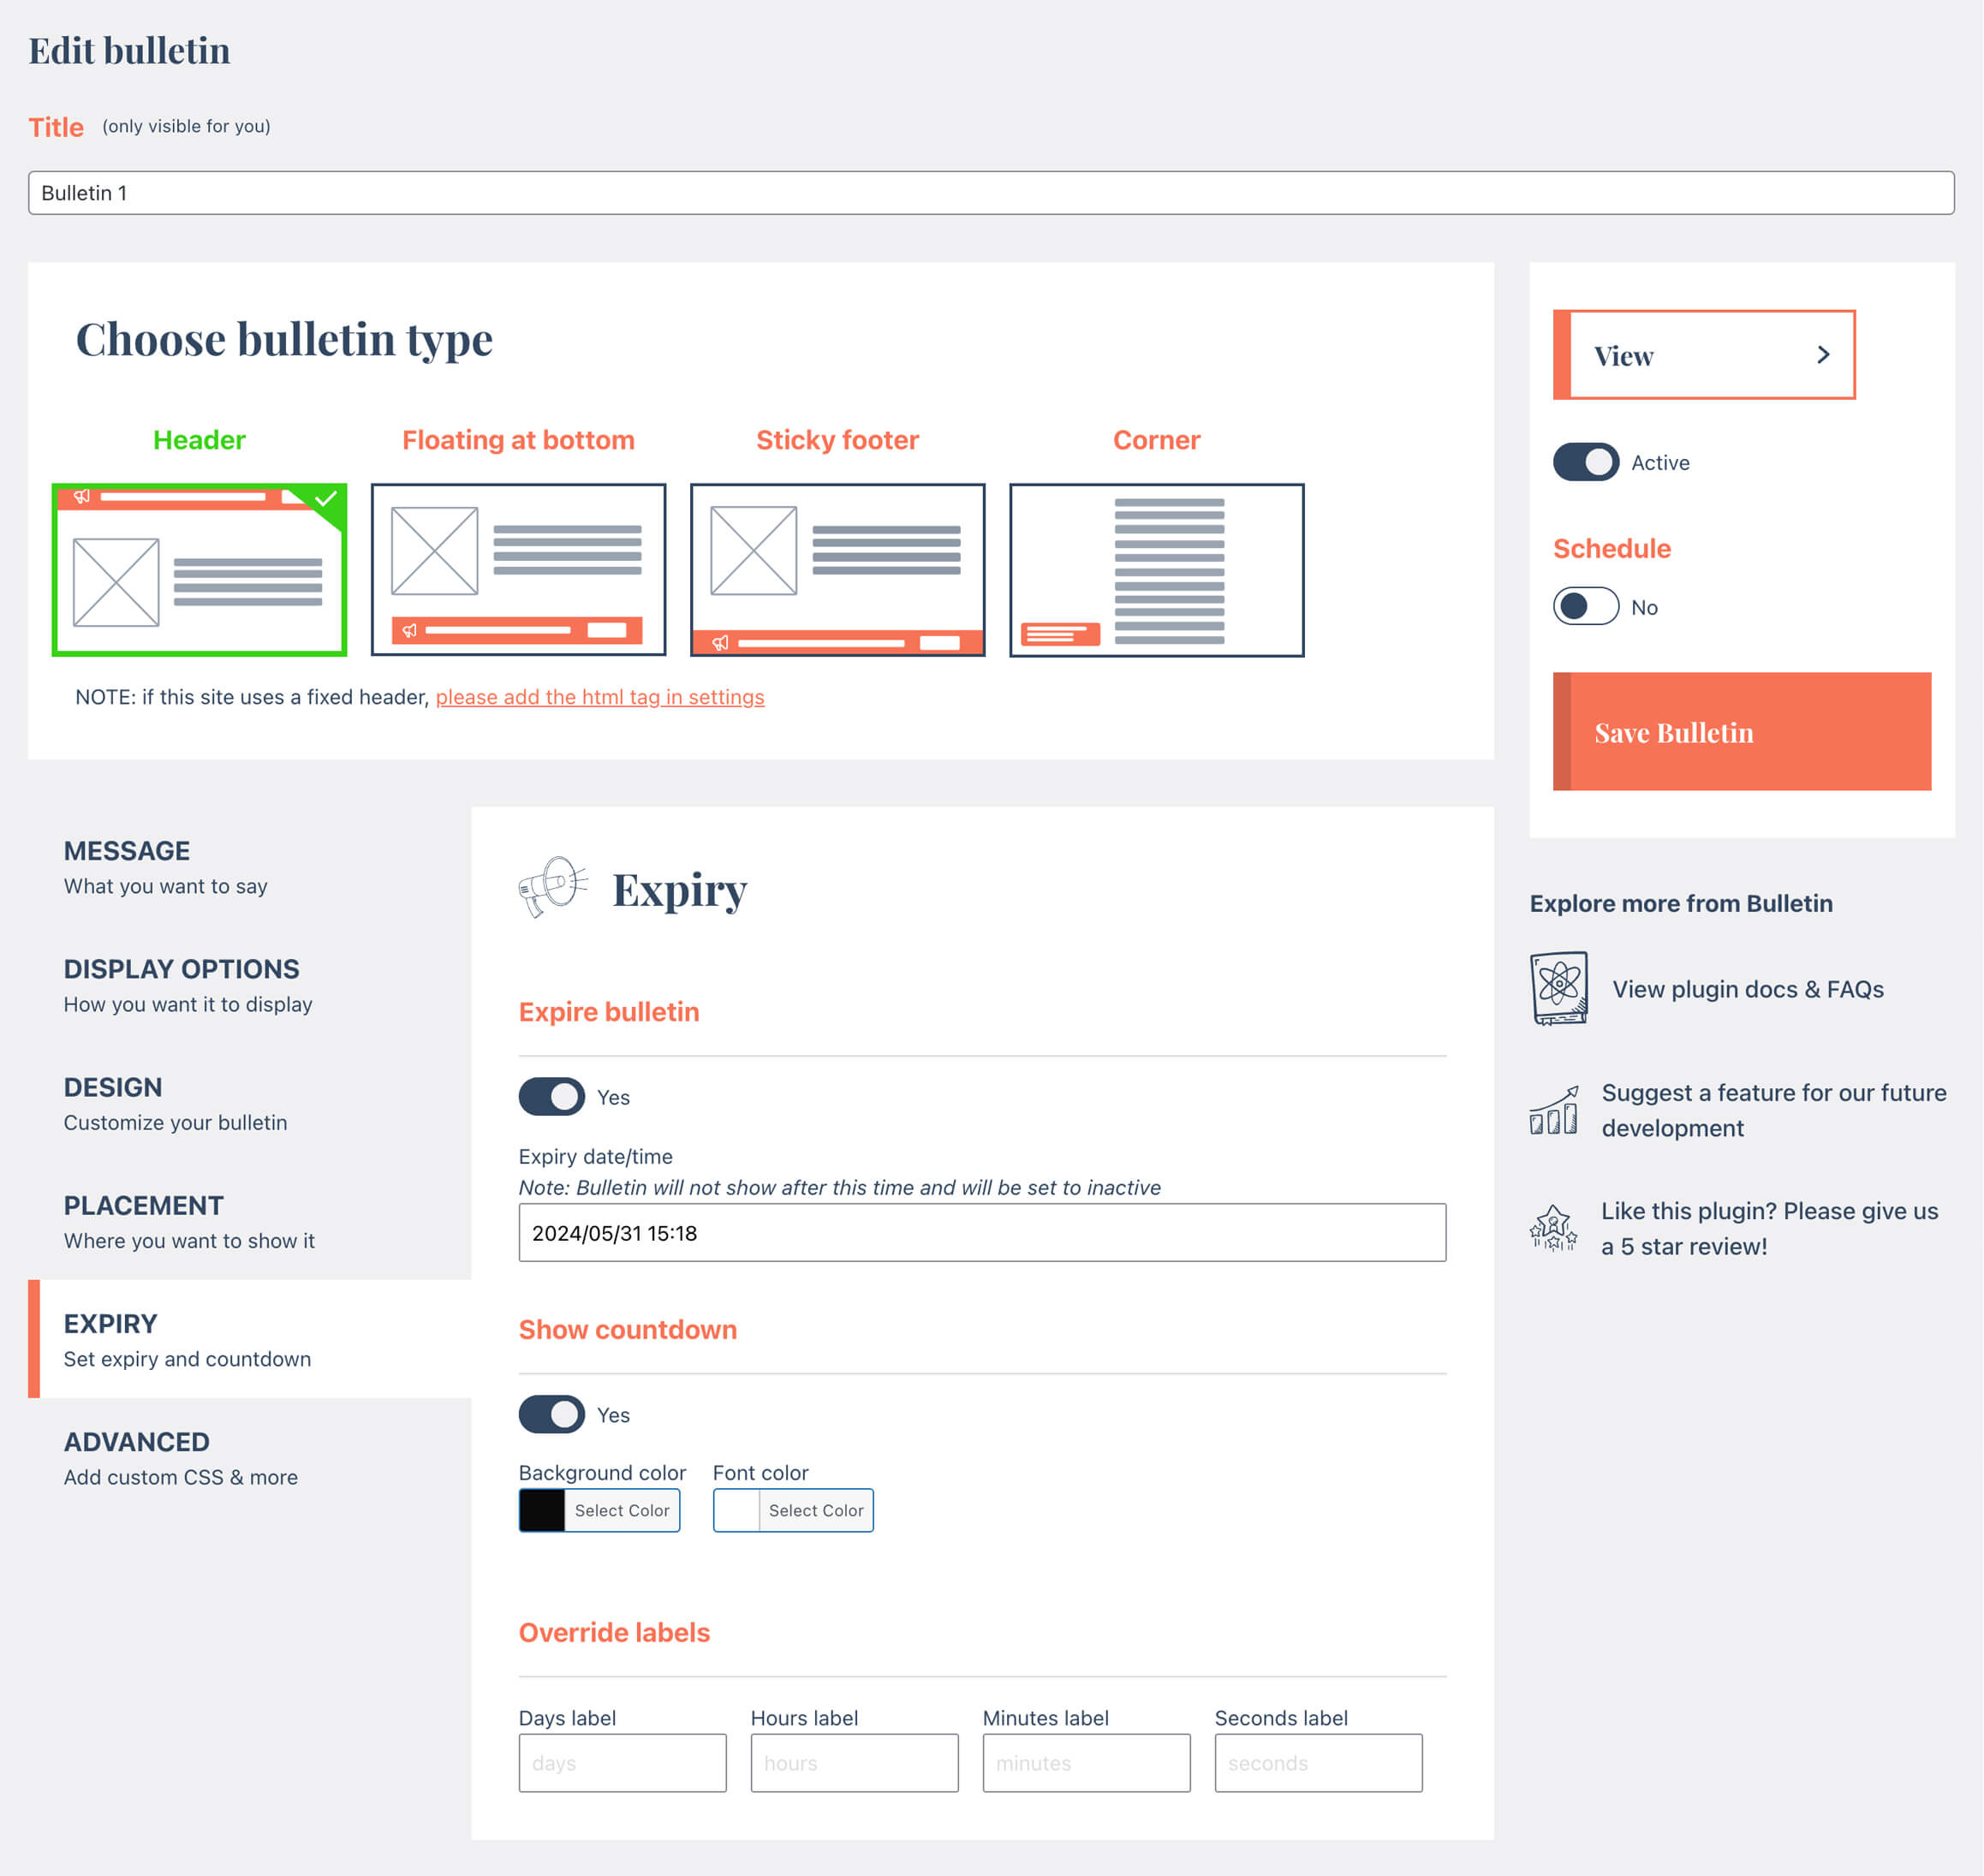 Edit bulletin
Title (only visible for you)
Bulletin 1
Choose bulletin type
Header
Floating at bottom
Sticky footer
Corner
NOTE: if this site uses a fixed header, please add the html tag in settings
View
Active
Schedule
No
Save Bulletin
MESSAGE
What you want to say
DISPLAY OPTIONS
How you want it to display
DESIGN
Customize your bulletin
PLACEMENT
Where you want to show it
EXPIRY
Set expiry and countdown
ADVANCED
Add custom CSS & more
Expiry
Expire bulletin
Yes
Expiry date/time
Note: Bulletin will not show after this time and will be set to inactive
2024/05/31 15:18
Show countdown
Yes
Background color
Select Color
Font color
Select Color
Override labels
Days label
days
Hours label
hours
Minutes label
minutes
Seconds label
seconds
Explore more from Bulletin
View plugin docs & FAQs
Suggest a feature for our future
development
Like this plugin? Please give us
a 5 star review!